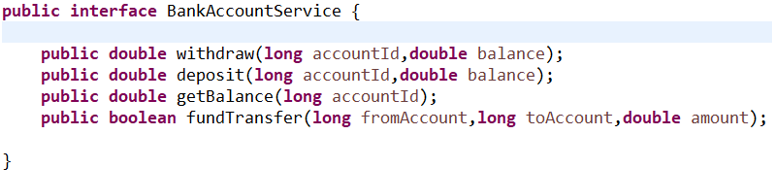 public interface BankAccountService {
public double withdraw(long accountId,double balance);
public double deposit(long accountId,double balance);
public double getBalance(long accountId);
public boolean fundTransfer(long fromAccount,long toAccount,double amount);
}